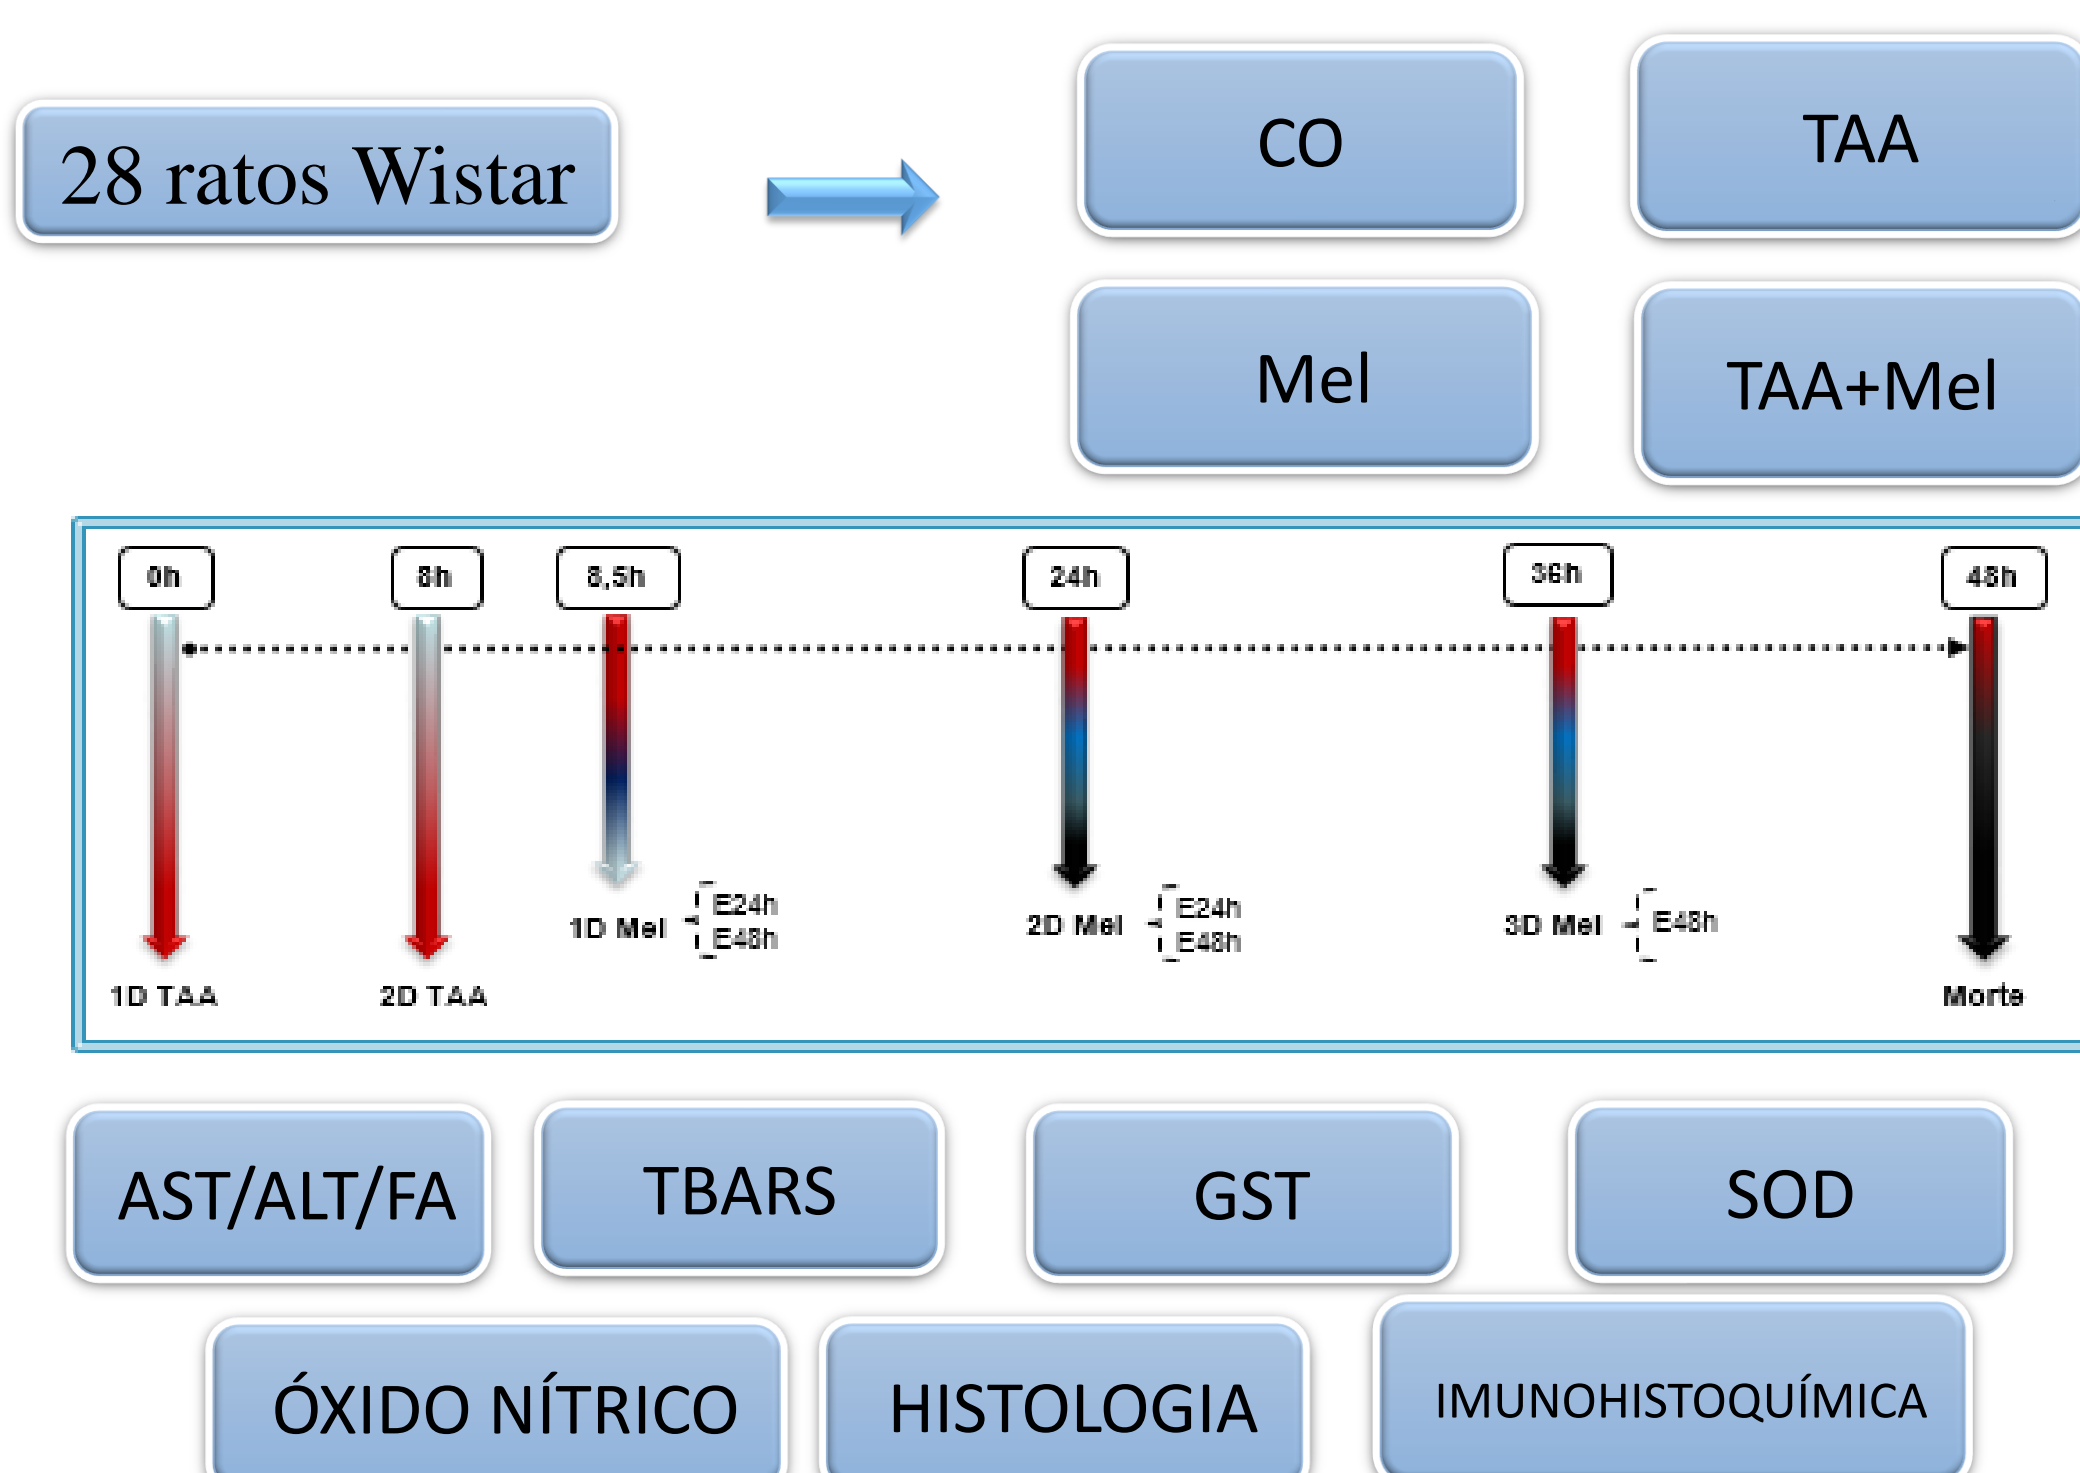 28 ratos Wistar
CO
TAA
Mel
TAA+Mel
0h
8h
8,5h
24h
36h
48h
1D TAA
2D TAA
1D Mel
E24h
E48h
2D Mel
E24h
E48h
3D Mel
E48h
Morte
AST/ALT/FA
TBARS
GST
SOD
ÓXIDO NÍTRICO
HISTOLOGIA
IMUNOHISTOQUÍMICA